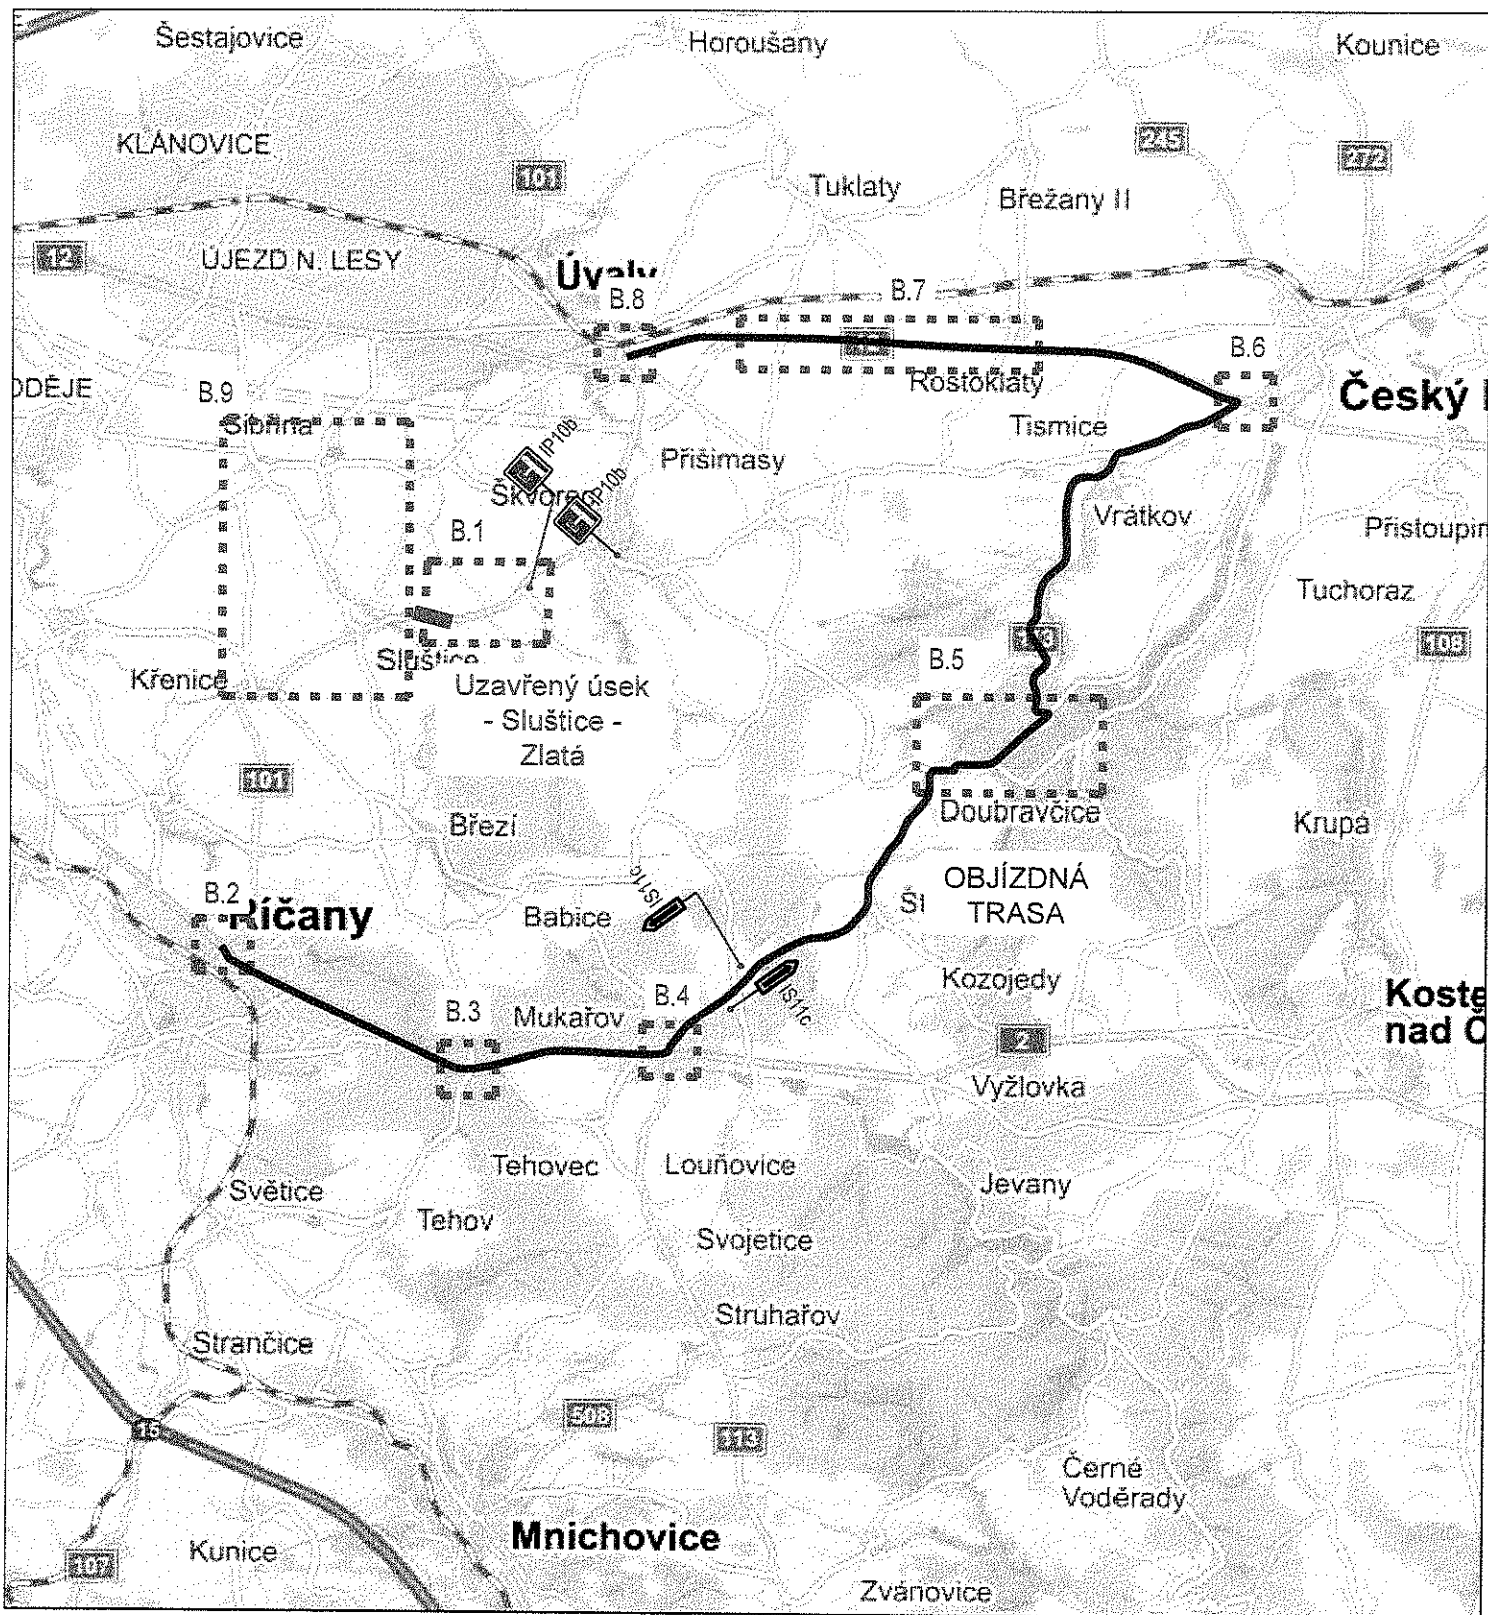 Šestajovice
Horoušany
Kounice
KLÁNOVICE
101
245
272
Tuklaty
Břežany II
12
ÚJEZD N. LESY
Úvaly
B.8
B.7
B.6
ODĚJE
B.9
Sibřina
Rostoklaty
Český
Tismice
IP10b
Přišimasy
Škvorec
IP10b
B.1
Vrátkov
Přistoupim
Tuchoraz
108
Sluštice
B.5
Křenice
Uzavřený úsek
- Sluštice -
Zlatá
101
Březí
Doubravčice
Krupá
B.2
Říčany
IS11c
Babice
OBJÍZDNÁ
TRASA
Kozojedy
IS11c
B.4
B.3
Mukařov
Koste
nad Č
2
Vyžlovka
Tehovec
Louňovice
Světice
Jevany
Tehov
Svojetice
Struhařov
Strančice
508
15
113
Černé
Voděrady
Mnichovice
107
Kunice
Zvánovice